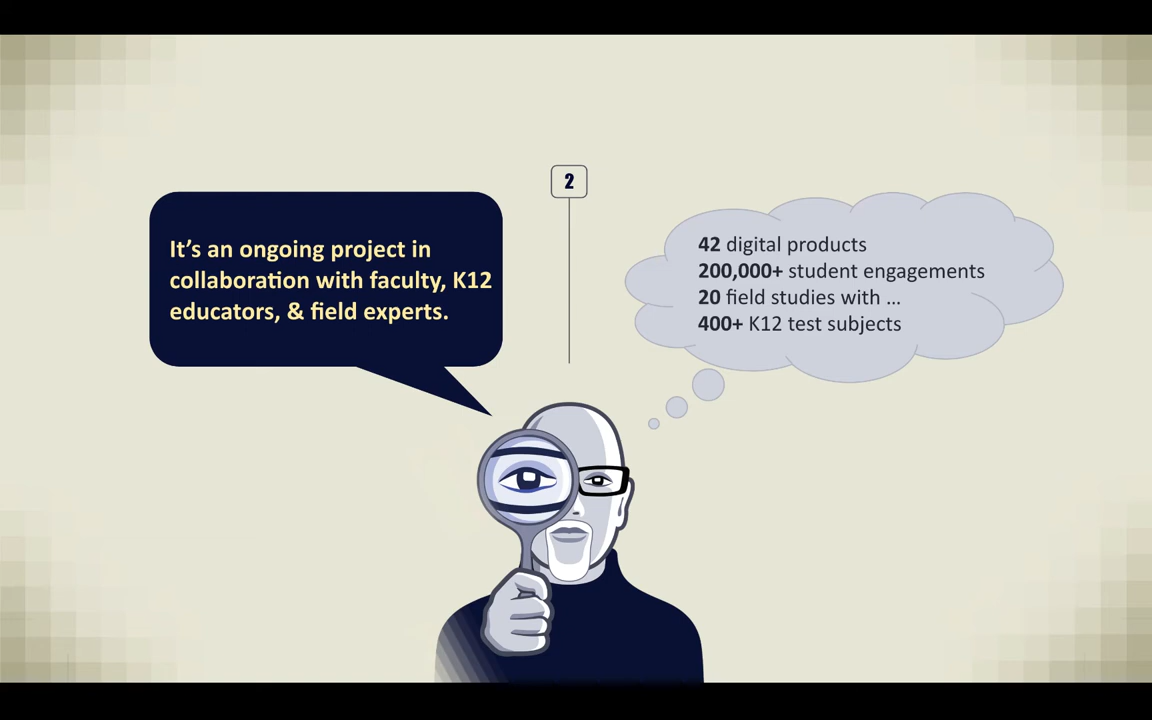 2
It’s an ongoing project in
collaboration with faculty, K12
educators, & field experts.
42 digital products
200,000+ student engagements
20 field studies with ...
400+ K12 test subjects